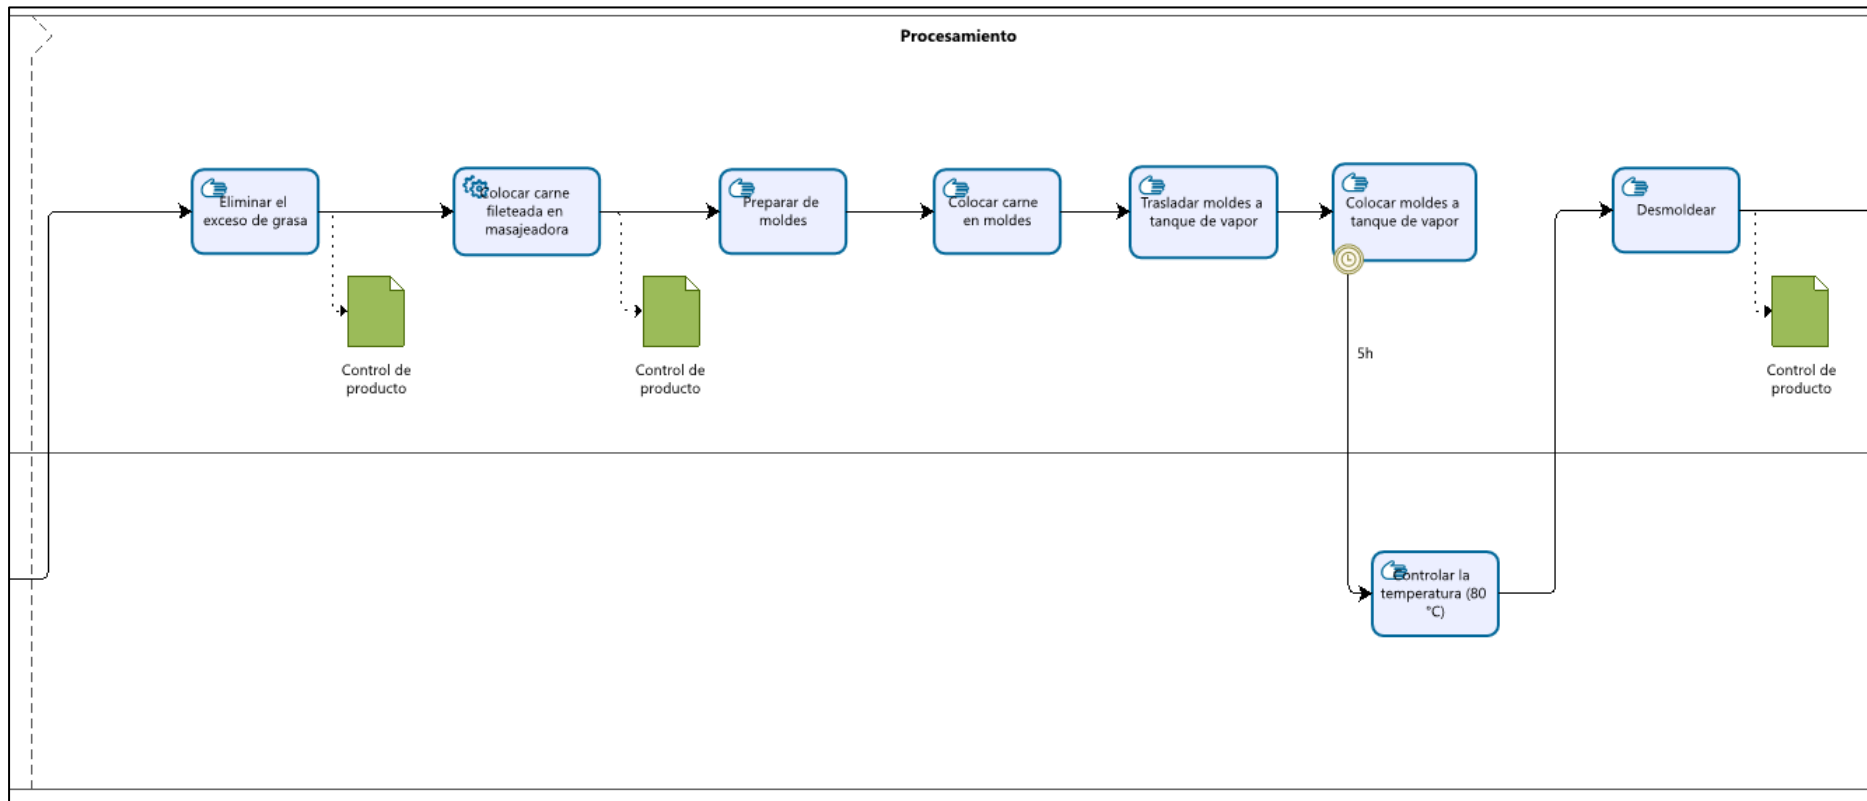 Procesamiento
Eliminar el
exceso de grasa
Colocar carne
fileteada en
masajeadora
Preparar de
moldes
Colocar carne
en moldes
Trasladar moldes a
tanque de vapor
Colocar moldes a
tanque de vapor
Desmoldear
Control de
producto
Control de
producto
5h
Control de
producto
Controlar la
temperatura (80
°C)